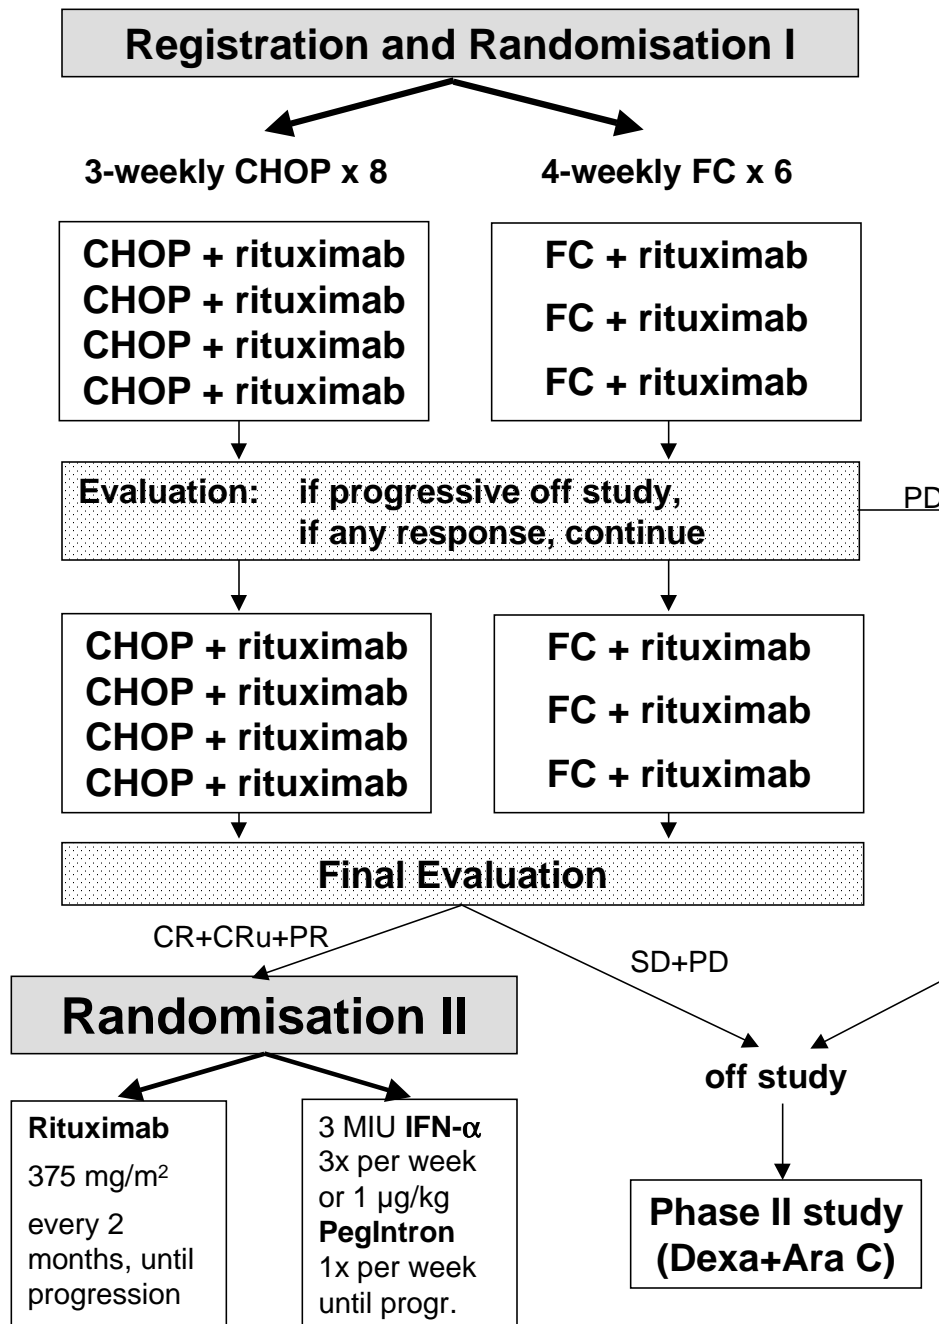 Registration and Randomisation I
3-weekly CHOP x 8
4-weekly FC x 6
CHOP + rituximab
CHOP + rituximab
CHOP + rituximab
CHOP + rituximab
FC + rituximab
FC + rituximab
FC + rituximab
Evaluation: if progressive off study,
if any response, continue
PD
CHOP + rituximab
CHOP + rituximab
CHOP + rituximab
CHOP + rituximab
FC + rituximab
FC + rituximab
FC + rituximab
Final Evaluation
CR+CRu+PR
SD+PD
Randomisation II
off study
Rituximab
375 mg/m²
every 2
months, until
progression
3 MIU IFN-α
3x per week
or 1 µg/kg
PegIntron
1x per week
until progr.
Phase II study
(Dexa+Ara C)